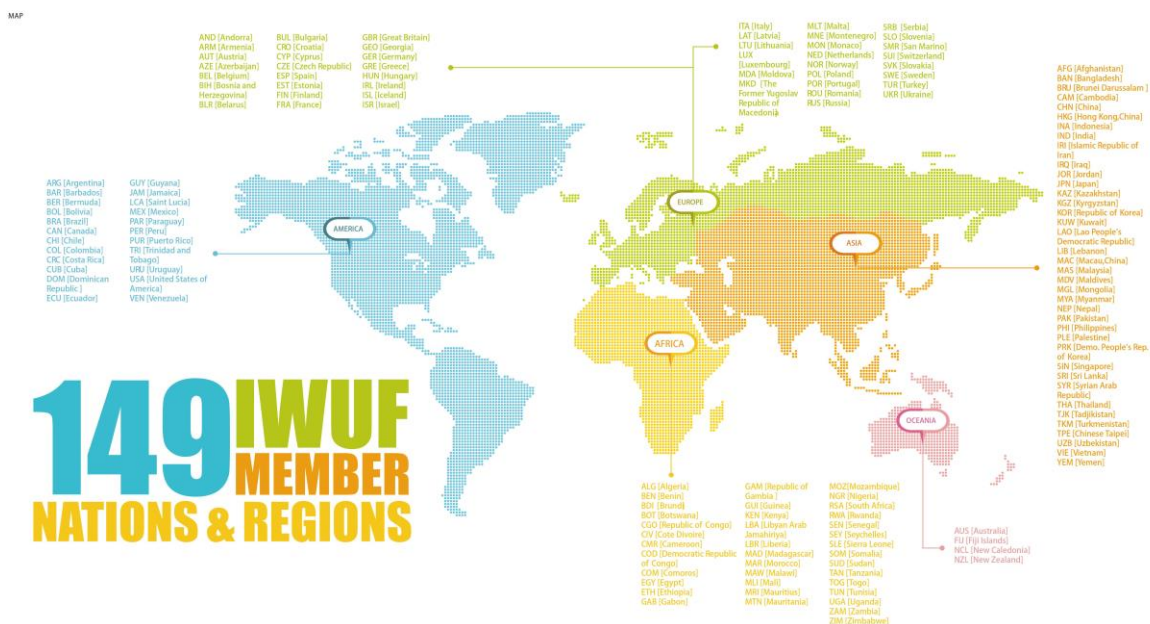 MAP
AND [Andorra]
ARM [Armenia]
AUT [Austria]
AZE [Azerbaijan]
BEL [Belgium]
BIH [Bosnia and
Herzegovina]
BLR [Belarus]
BUL [Bulgaria]
CRO [Croatia]
CYP [Cyprus]
CZE [Czech Republic]
ESP [Spain]
EST [Estonia]
FIN [Finland]
FRA [France]
GBR [Great Britain]
GEO [Georgia]
GER [Germany]
GRE [Greece]
HUN [Hungary]
IRL [Ireland]
ISL [Iceland]
ISR [Israel]
ITA [Italy]
LAT [Latvia]
LTU [Lithuania]
LUX
[Luxembourg]
MDA [Moldova]
MKD [The
Former Yugoslav
Republic of
Macedonia]
MLT [Malta]
MNE [Montenegro]
MON [Monaco]
NED [Netherlands]
NOR [Norway]
POL [Poland]
POR [Portugal]
ROU [Romania]
RUS [Russia]
SRB [Serbia]
SLO [Slovenia]
SMR [San Marino]
SUI [Switzerland]
SVK [Slovakia]
SWE [Sweden]
TUR [Turkey]
UKR [Ukraine]
AFG [Afghanistan]
BAN [Bangladesh]
BRU [Brunei Darussalam ]
CAM [Cambodia]
CHN [China]
HKG [Hong Kong,China]
INA [Indonesia]
IND [India]
IRI [Islamic Republic of
Iran]
IRQ [Iraq]
JOR [Jordan]
JPN [Japan]
KAZ [Kazakhstan]
KGZ [Kyrgyzstan]
KOR [Republic of Korea]
KUW [Kuwait]
LAO [Lao People's
Democratic Republic]
LIB [Lebanon]
MAC [Macau,China]
MAS [Malaysia]
MDV [Maldives]
MGL [Mongolia]
MYA [Myanmar]
NEP [Nepal]
PAK [Pakistan]
PHI [Philippines]
PLE [Palestine]
PRK [Demo. People's Rep.
of Korea]
SIN [Singapore]
SRI [Sri Lanka]
SYR [Syrian Arab
Republic]
THA [Thailand]
TJK [Tadjikistan]
TKM [Turkmenistan]
TPE [Chinese Taipei]
UZB [Uzbekistan]
VIE [Vietnam]
YEM [Yemen]
ARG [Argentina]
BAR [Barbados]
BER [Bermuda]
BOL [Bolivia]
BRA [Brazil]
CAN [Canada]
CHI [Chile]
COL [Colombia]
CRC [Costa Rica]
CUB [Cuba]
DOM [Dominican
Republic ]
ECU [Ecuador]
GUY [Guyana]
JAM [Jamaica]
LCA [Saint Lucia]
MEX [Mexico]
PAR [Paraguay]
PER [Peru]
PUR [Puerto Rico]
TRI [Trinidad and
Tobago]
URU [Uruguay]
USA [United States of
America]
VEN [Venezuela]
AMERICA
EUROPE
ASIA
AFRICA
OCEANIA
149 IWUF
MEMBER
NATIONS & REGIONS
ALG [Algeria]
BEN [Benin]
BDI [Brundi]
BOT [Botswana]
CGO [Republic of Congo]
CIV [Cote Divoire]
CMR [Cameroon]
COD [Democratic Republic
of Congo]
COM [Comoros]
EGY [Egypt]
ETH [Ethiopia]
GAB [Gabon]
GAM [Republic of
Gambia ]
GUI [Guinea]
KEN [Kenya]
LBA [Libyan Arab
Jamahiriya]
LBR [Liberia]
MAD [Madagascar]
MAR [Morocco]
MAW [Malawi]
MLI [Mali]
MRI [Mauritius]
MTN [Mauritania]
MOZ[Mozambique]
NGR [Nigeria]
RSA [South Africa]
RWA [Rwanda]
SEN [Senegal]
SEY [Seychelles]
SLE [Sierra Leone]
SOM [Somalia]
SUD [Sudan]
TAN [Tanzania]
TOG [Togo]
TUN [Tunisia]
UGA [Uganda]
ZAM [Zambia]
ZIM [Zimbabwe]
AUS [Australia]
FIJ [Fiji Islands]
NCL [New Caledonia]
NZL [New Zealand]